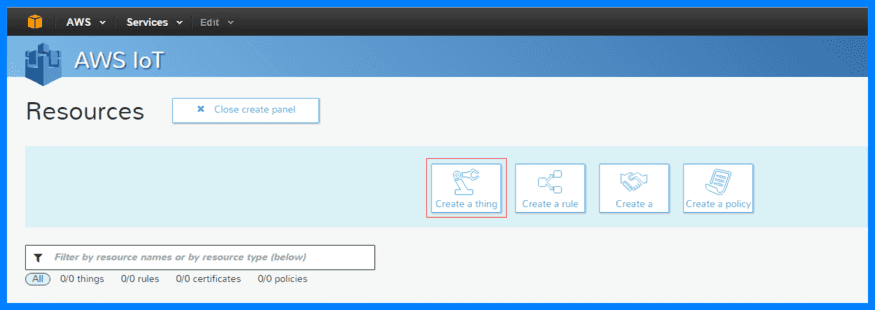 AWS Services Edit
AWS IoT
Resources
Close create panel
Create a thing Create a rule Create a Create a policy
Filter by resource names or by resource type (below)
All 0/0 things 0/0 rules 0/0 certificates 0/0 policies